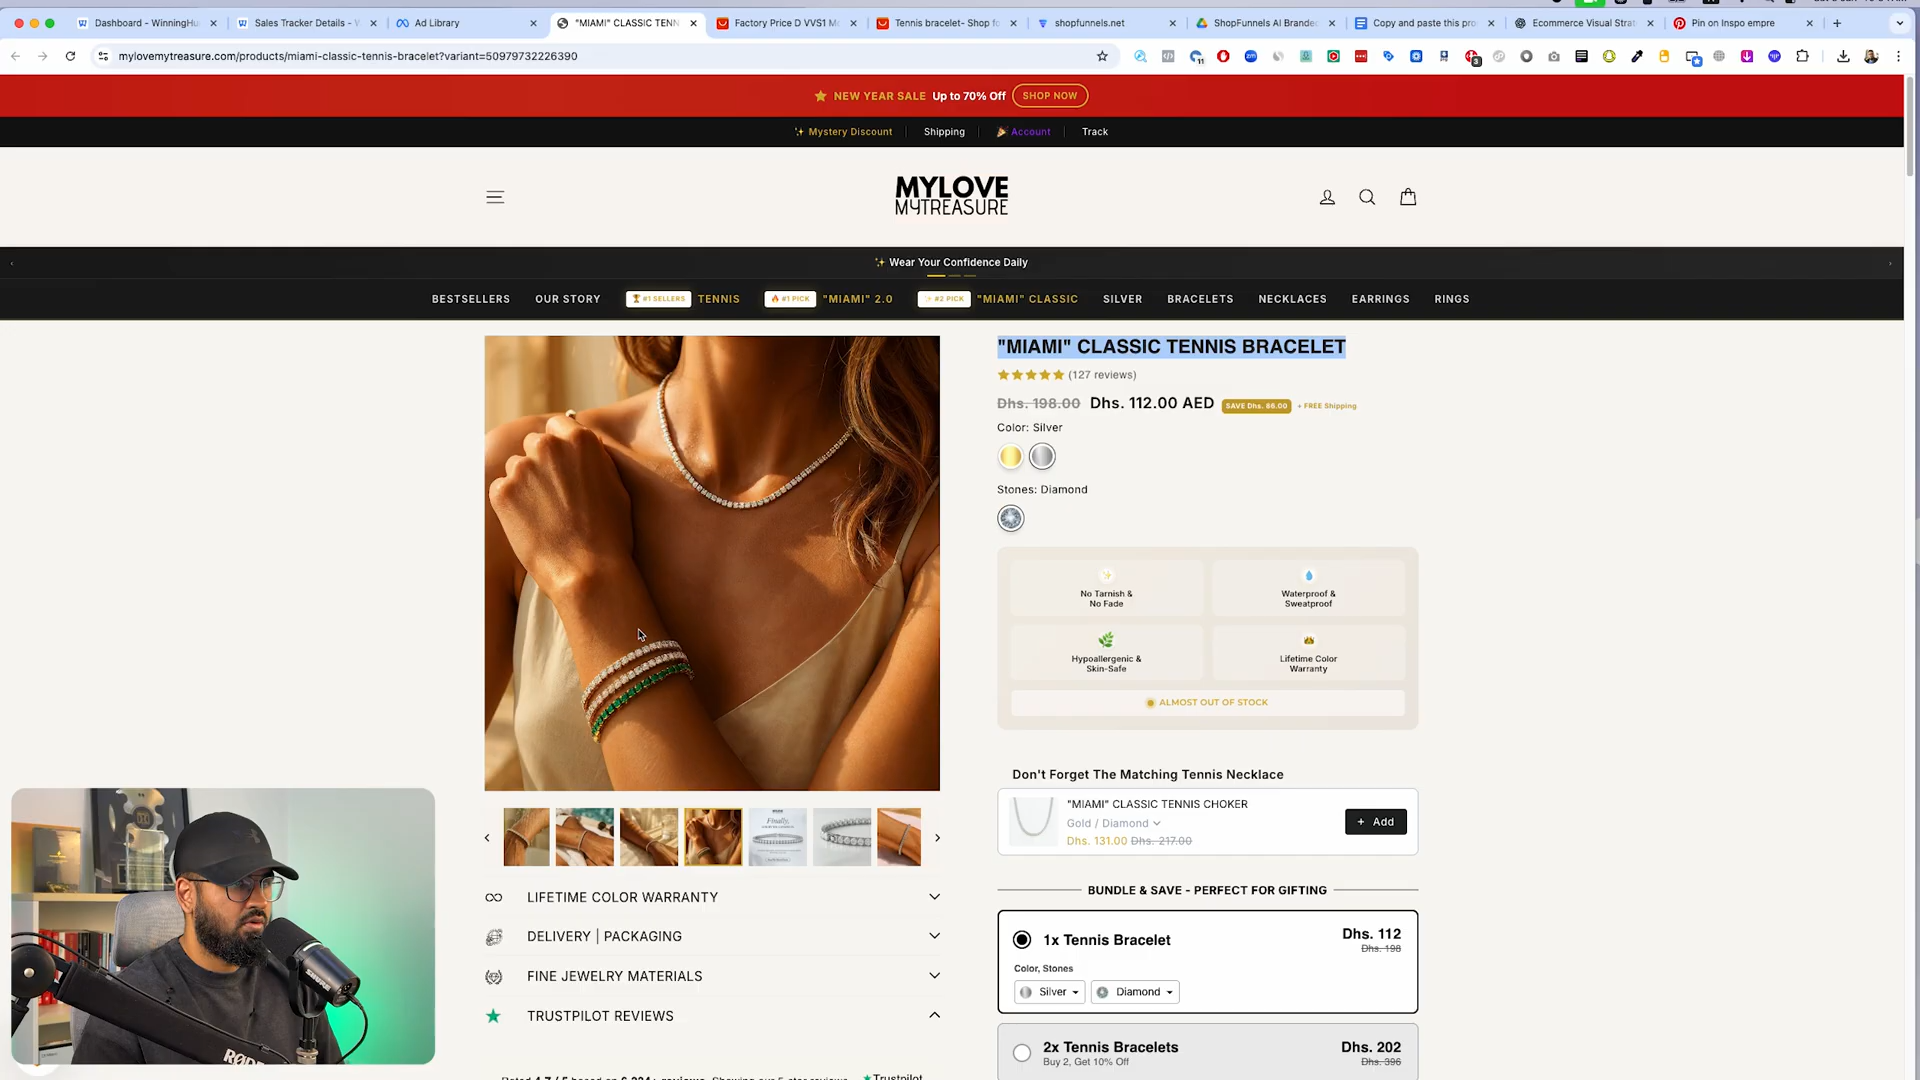 Dashboard - WinningHu
Sales Tracker Details - W
Ad Library
"MIAMI" CLASSIC TENN
Factory Price D VVS1 Mo
Tennis bracelet- Shop fo
shopfunnels.net
ShopFunnels AI Branded
Copy and paste this pro
Ecommerce Visual Strat
Pin on Inspo empre
mylovemytreasure.com/products/miami-classic-tennis-bracelet?variant=50979732226390
NEW YEAR SALE Up to 70% Off SHOP NOW
Mystery Discount
Shipping
Account
Track
MYLOVE
MYTREASURE
Wear Your Confidence Daily
BESTSELLERS
OUR STORY
#1 SELLERS TENNIS
#1 PICK "MIAMI" 2.0
#2 PICK "MIAMI" CLASSIC
SILVER
BRACELETS
NECKLACES
EARRINGS
RINGS
"MIAMI" CLASSIC TENNIS BRACELET
(127 reviews)
Dhs. 198.00 Dhs. 112.00 AED SAVE Dhs. 86.00 + FREE Shipping
Color: Silver
Stones: Diamond
No Tarnish &
No Fade
Waterproof &
Sweatproof
Hypoallergenic &
Skin-Safe
Lifetime Color
Warranty
ALMOST OUT OF STOCK
Don't Forget The Matching Tennis Necklace
"MIAMI" CLASSIC TENNIS CHOKER
Gold / Diamond
Dhs. 131.00 Dhs. 217.00
+ Add
BUNDLE & SAVE - PERFECT FOR GIFTING
1x Tennis Bracelet
Dhs. 112
Dhs. 198
Color, Stones
Silver
Diamond
2x Tennis Bracelets
Buy 2, Get 10% Off
Dhs. 202
Dhs. 396
Finally,
LIFETIME COLOR WARRANTY
DELIVERY | PACKAGING
FINE JEWELRY MATERIALS
TRUSTPILOT REVIEWS
Trustpilot
SHURE
RØDE